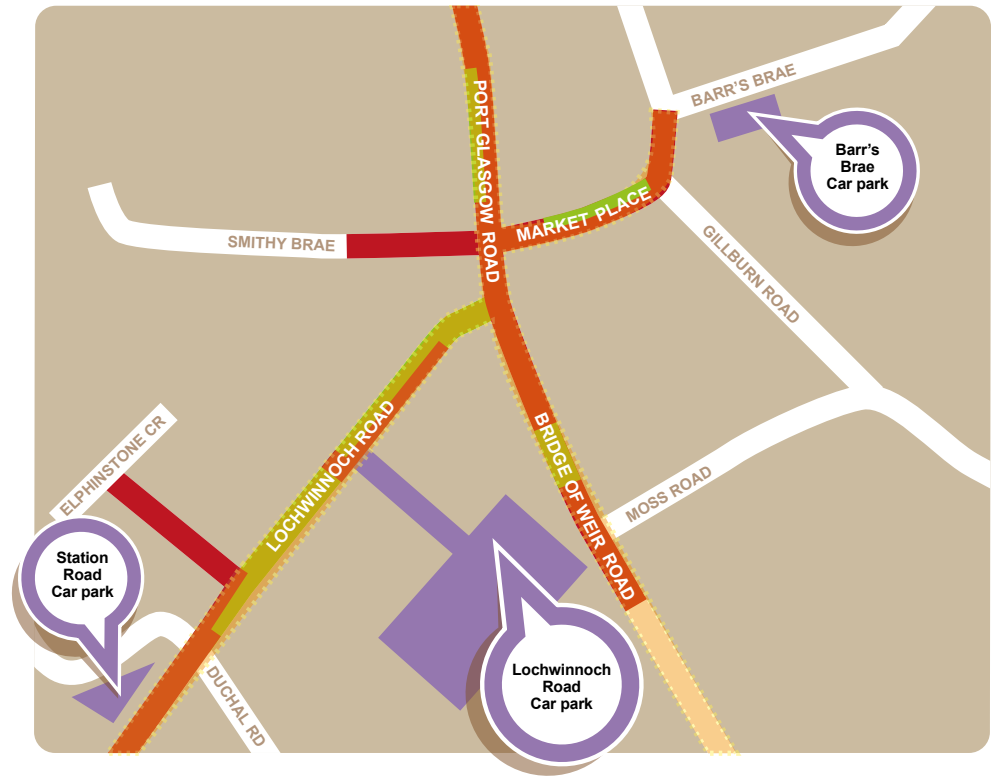 BARR'S BRAE
Barr's
Brae
Car park
PORT GLASGOW ROAD
MARKET PLACE
SMITHY BRAE
GILLBURN ROAD
LOCHWINNOCH ROAD
BRIDGE OF WEIR ROAD
ELPHINSTONE CR
MOSS ROAD
Station
Road
Car park
Lochwinnoch
Road
Car park
DUCHAL RD